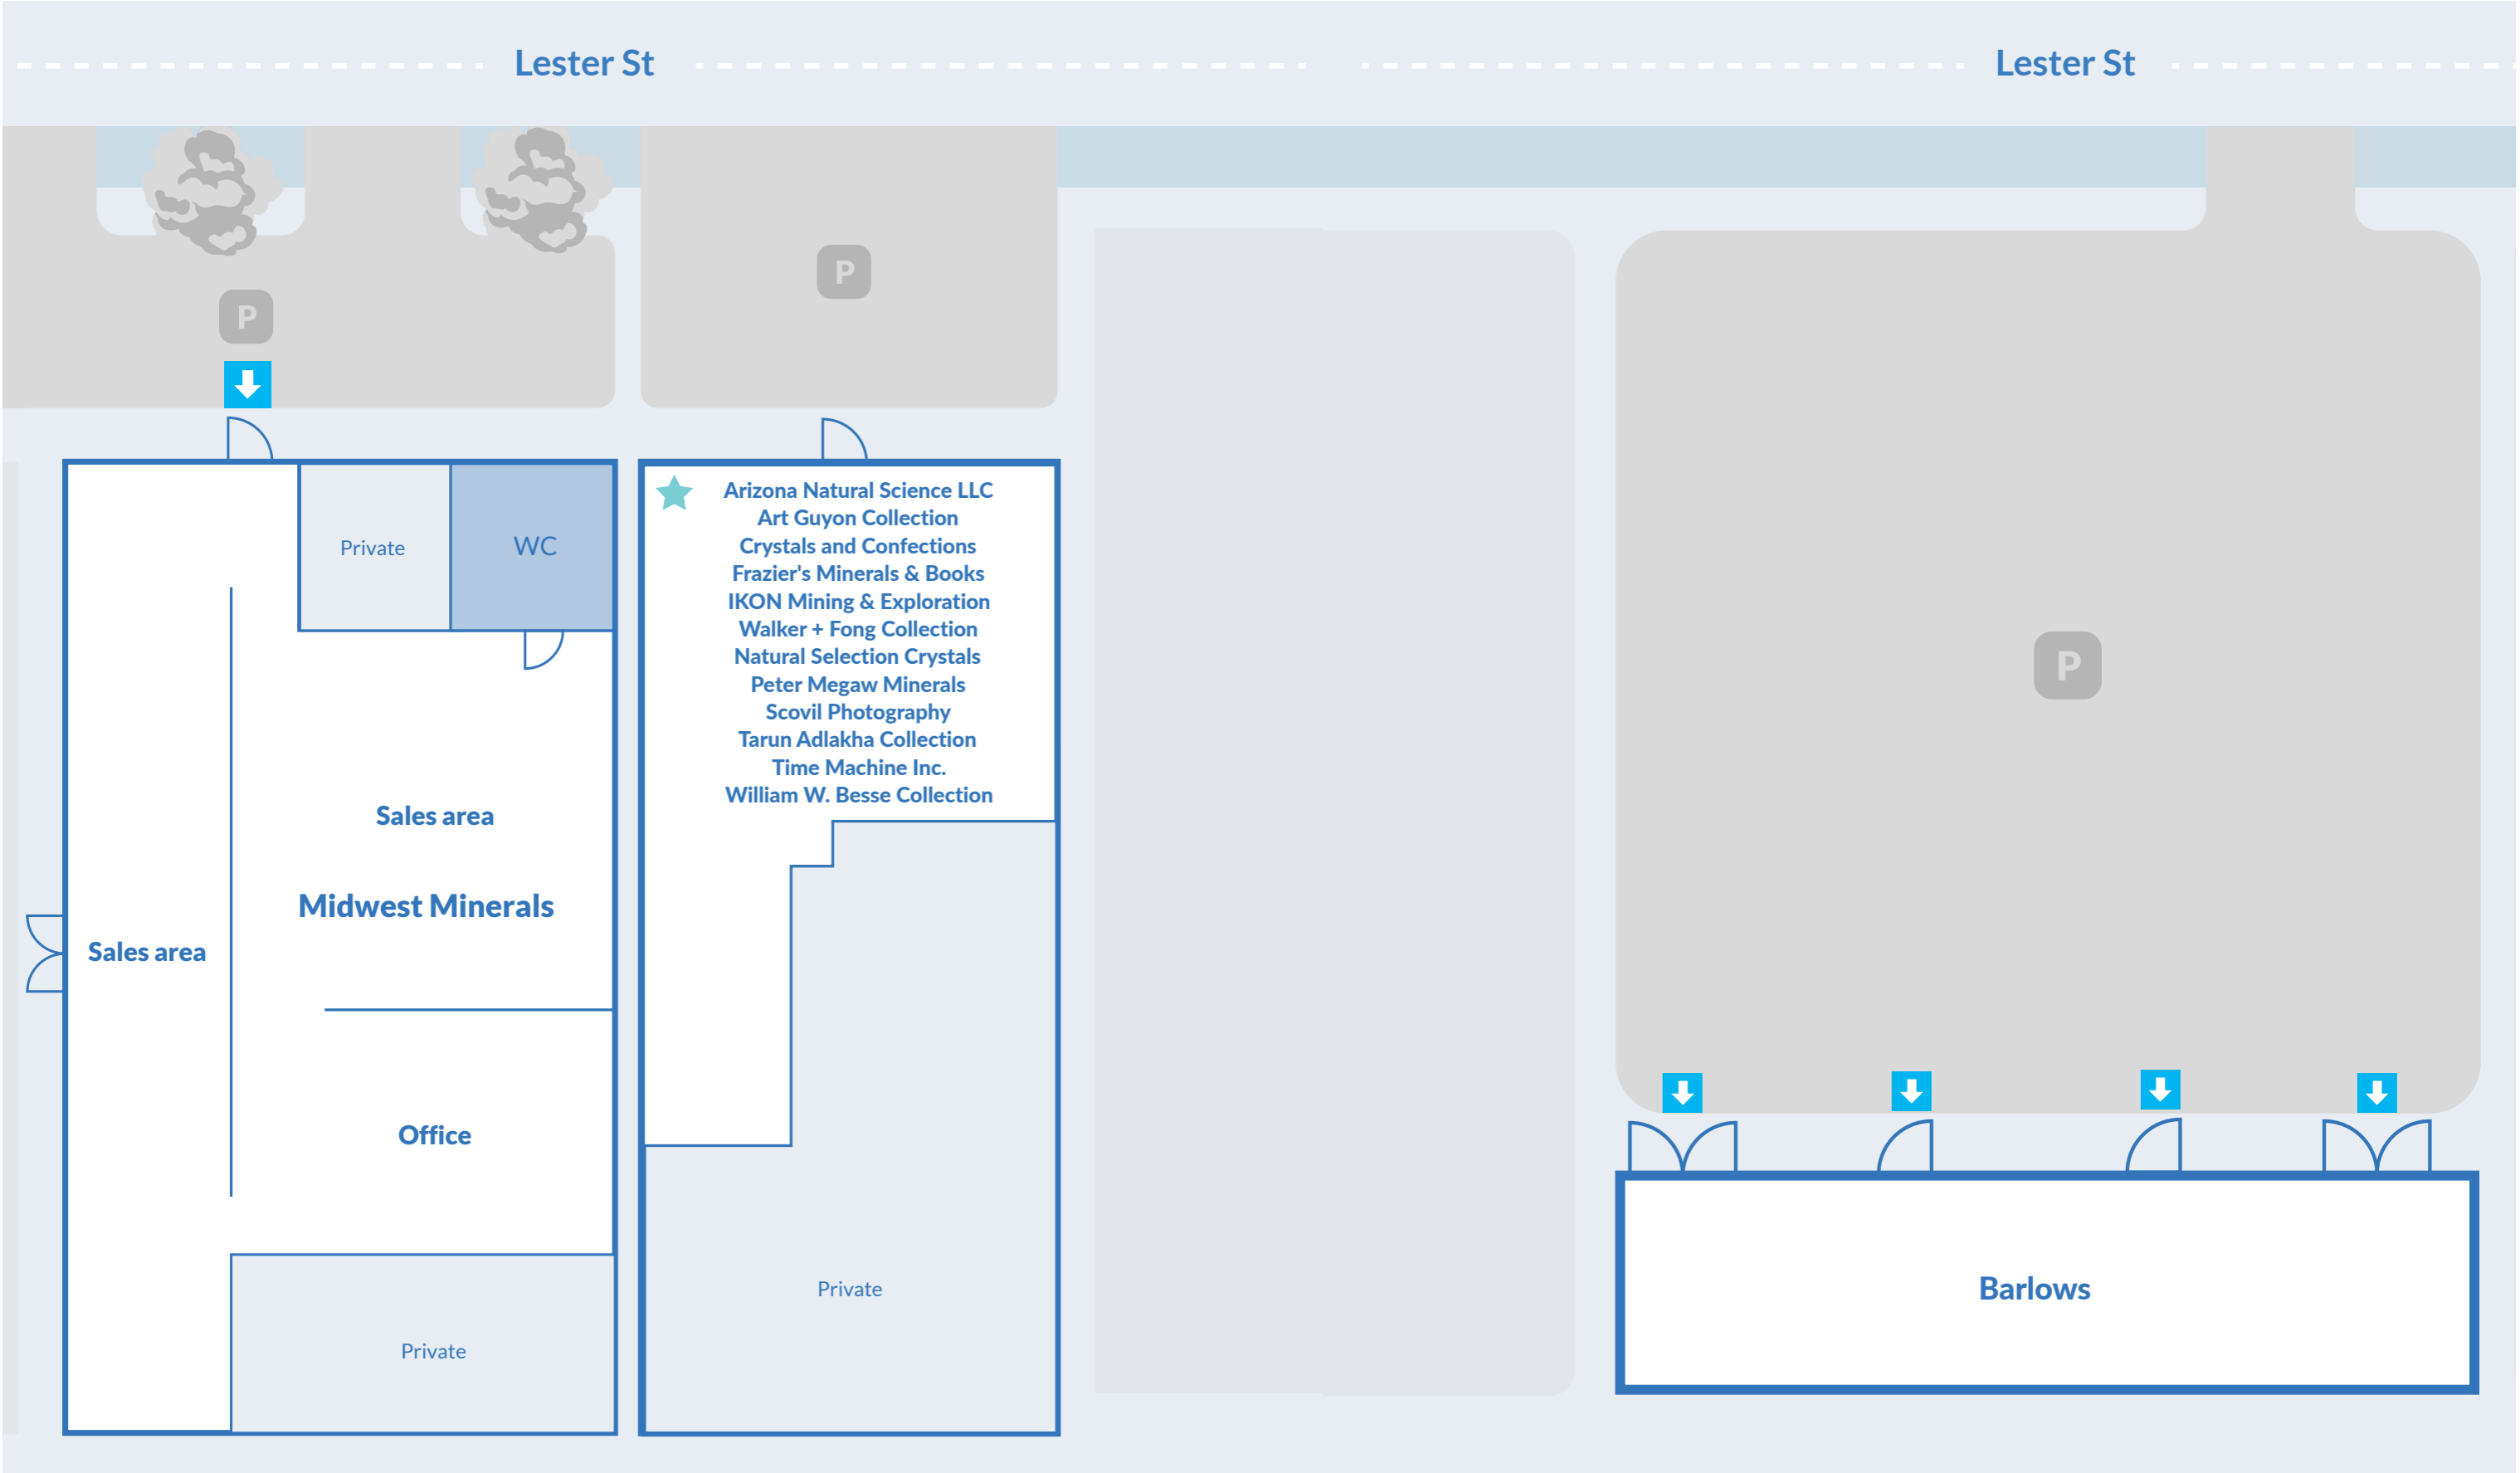 Lester St
Lester St
P
P
P
Private
WC
Arizona Natural Science LLC
Art Guyon Collection
Crystals and Confections
Frazier's Minerals & Books
IKON Mining & Exploration
Walker + Fong Collection
Natural Selection Crystals
Peter Megaw Minerals
Scovil Photography
Tarun Adlakha Collection
Time Machine Inc.
William W. Besse Collection
Sales area
Midwest Minerals
Sales area
Office
Private
Private
Barlows